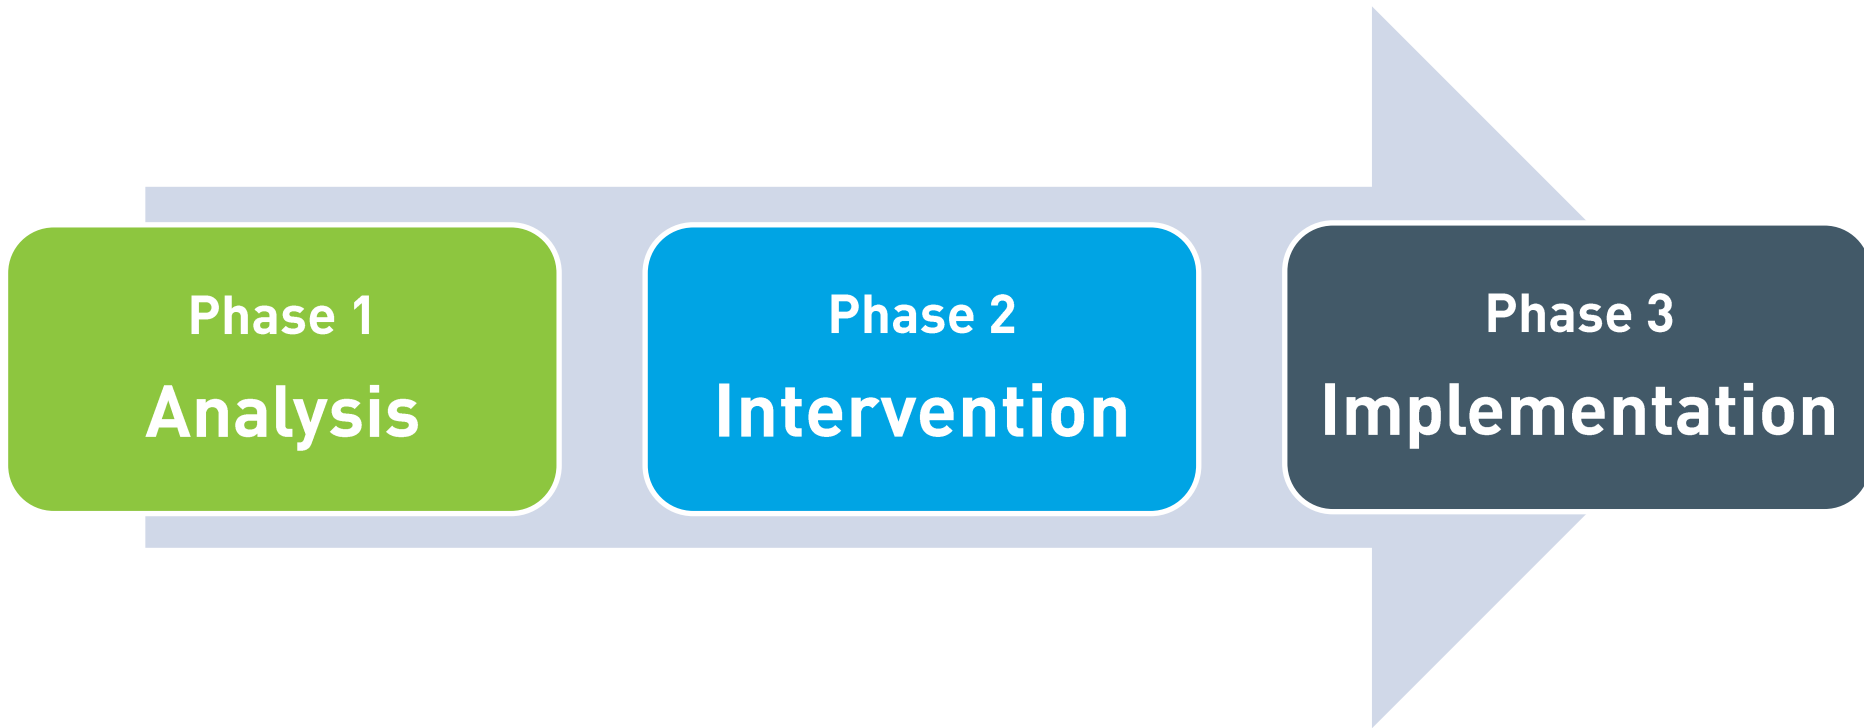 Phase 1
Analysis
Phase 2
Intervention
Phase 3
Implementation